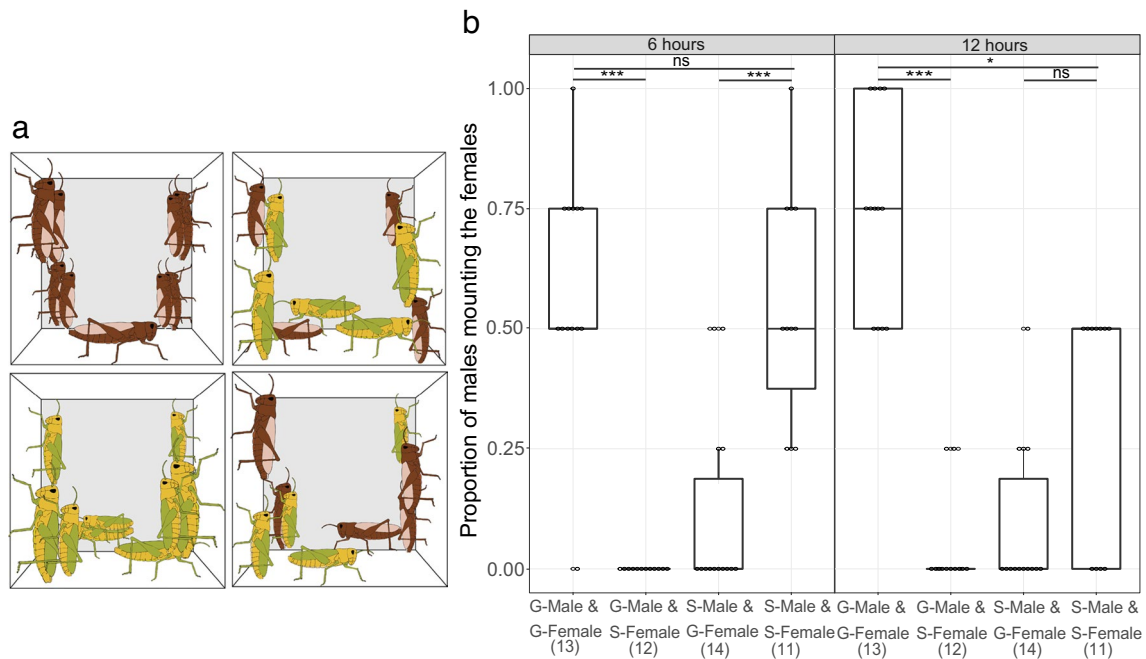 a
b
6 hours
12 hours
ns
***
***
*
***
ns
Proportion of males mounting the females
1.00
0.75
0.50
0.25
0.00
G-Male & G-Male & S-Male & S-Male & G-Male & G-Male & S-Male & S-Male &
G-Female S-Female G-Female S-Female G-Female S-Female G-Female S-Female
(13) (12) (14) (11) (13) (12) (14) (11)